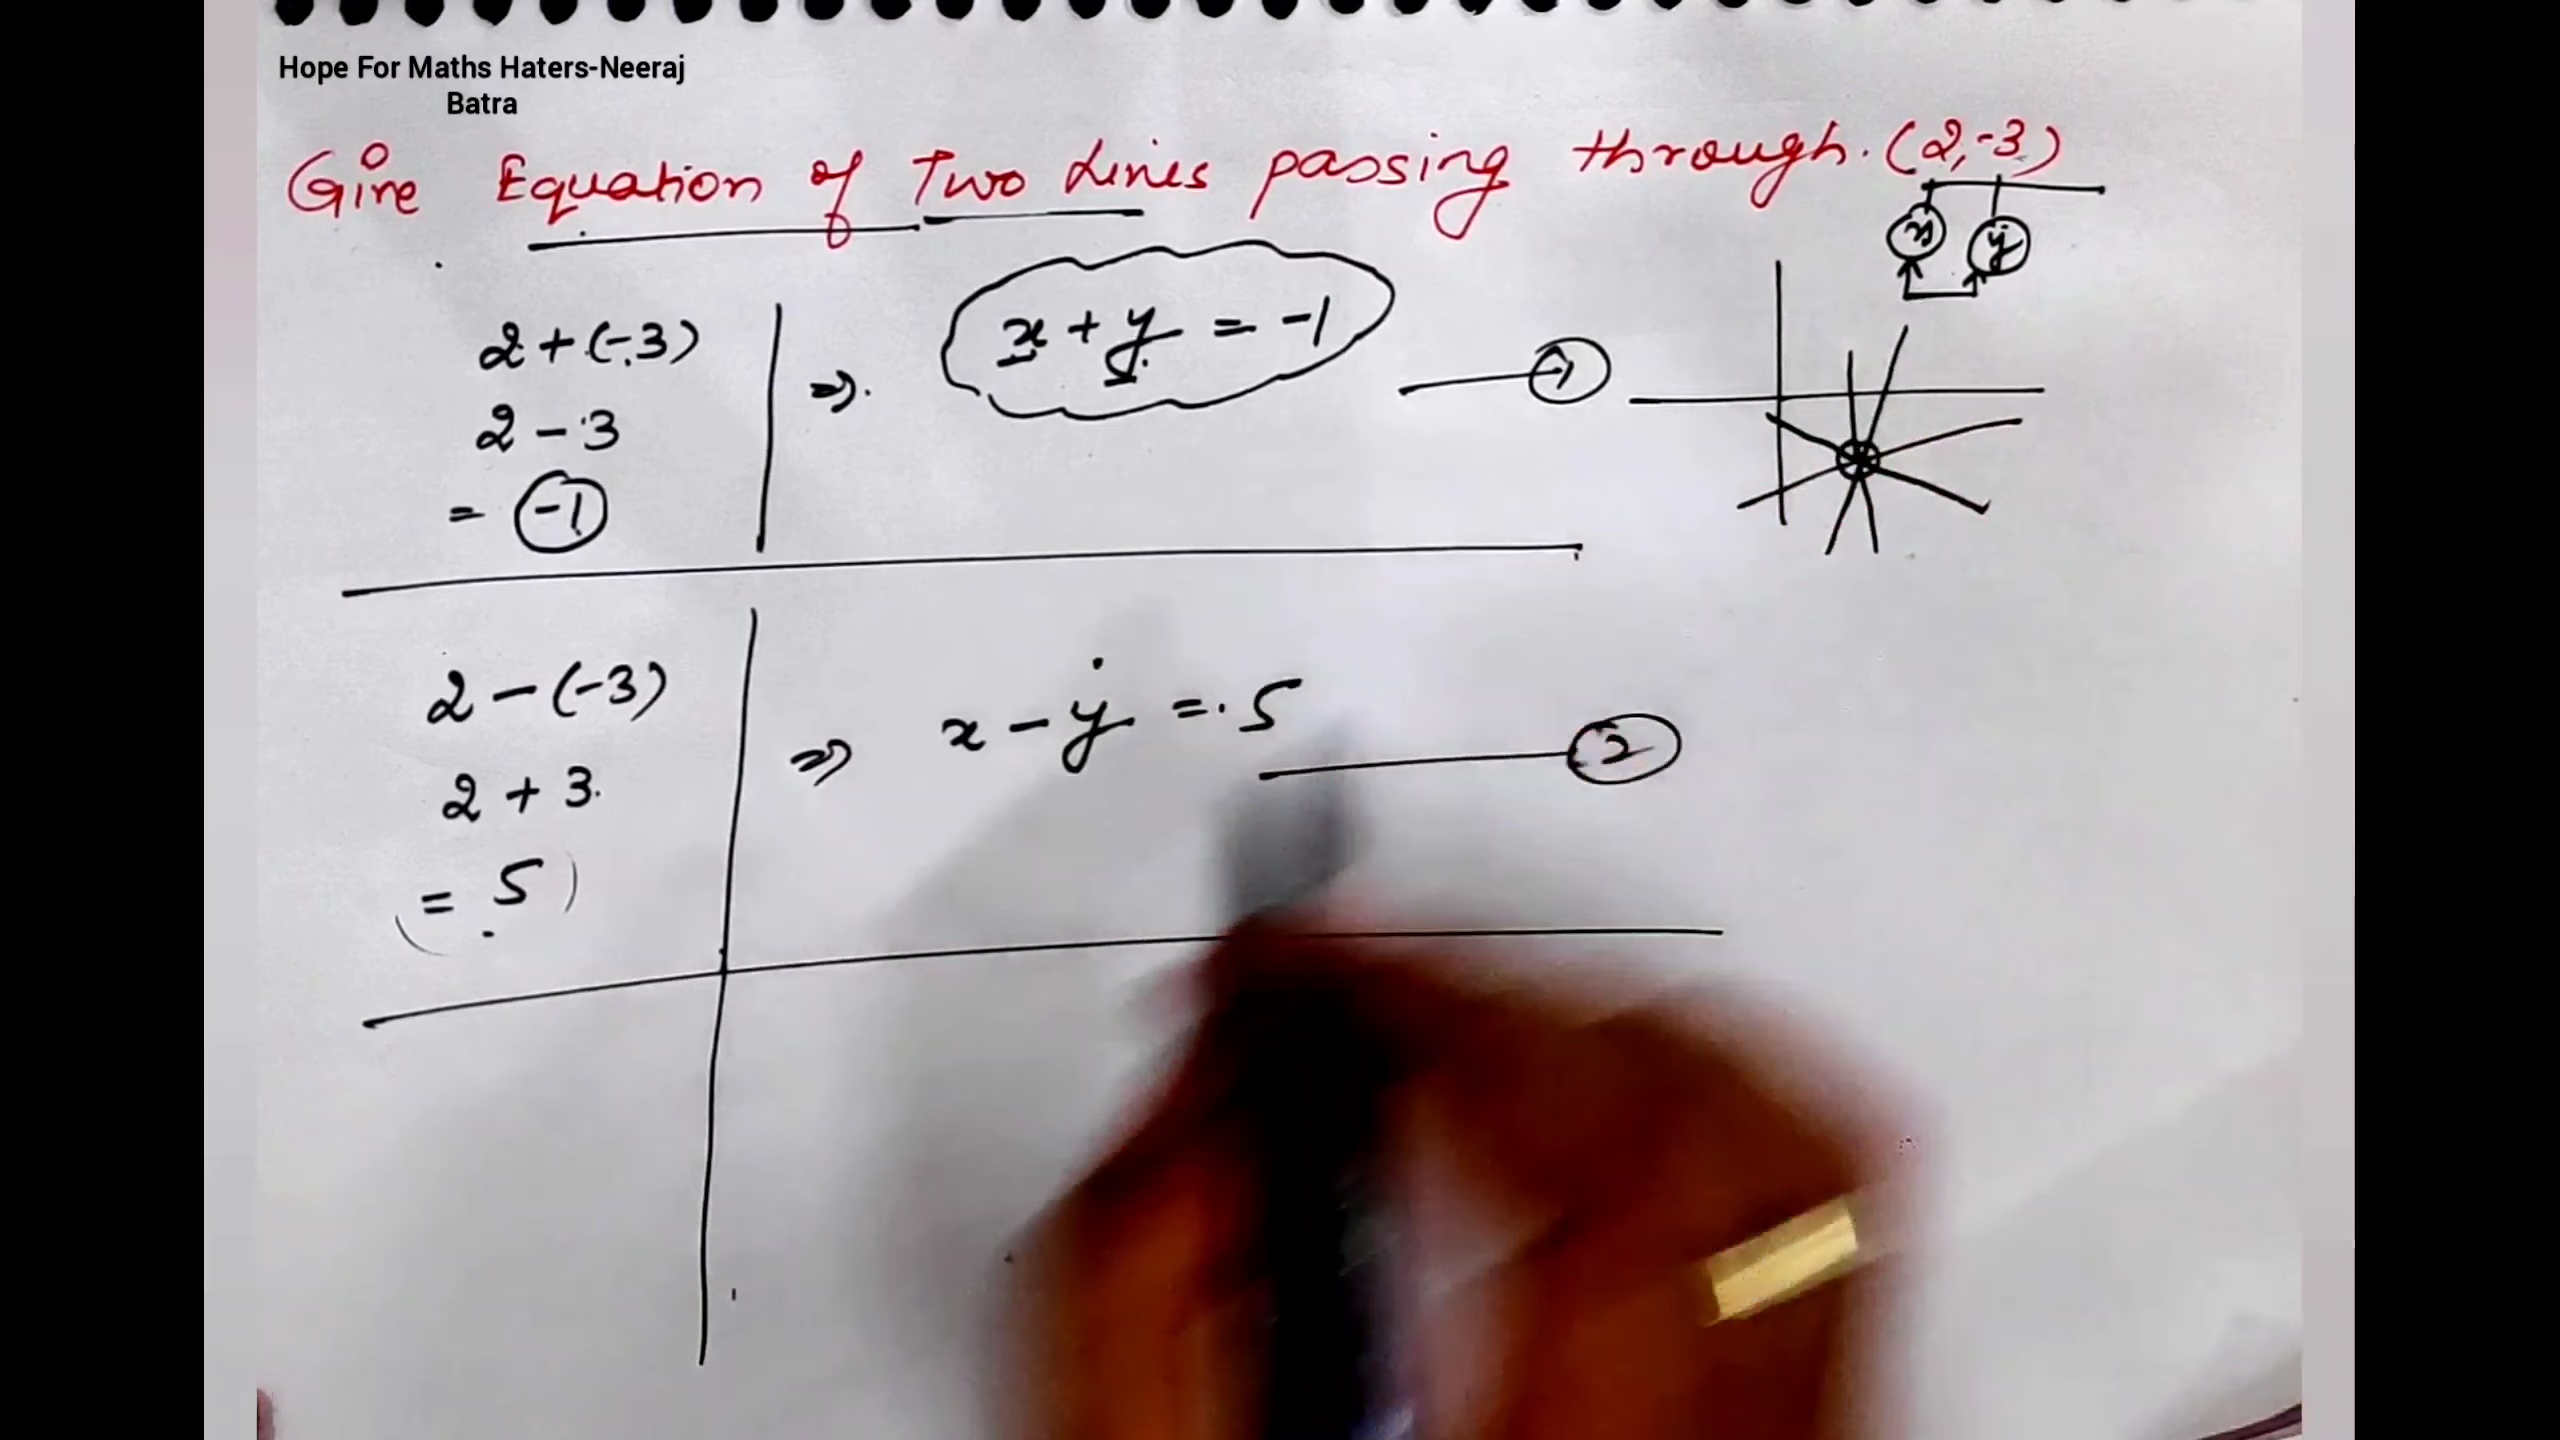 Hope For Maths Haters-Neeraj
Batra
Give Equation of Two Lines passing through. (2,-3)
x y
2 + (-3)
2 - 3
= -1
⇒ x + y = -1 1
2 - (-3)
2 + 3
= 5
⇒ x - y = 5 2